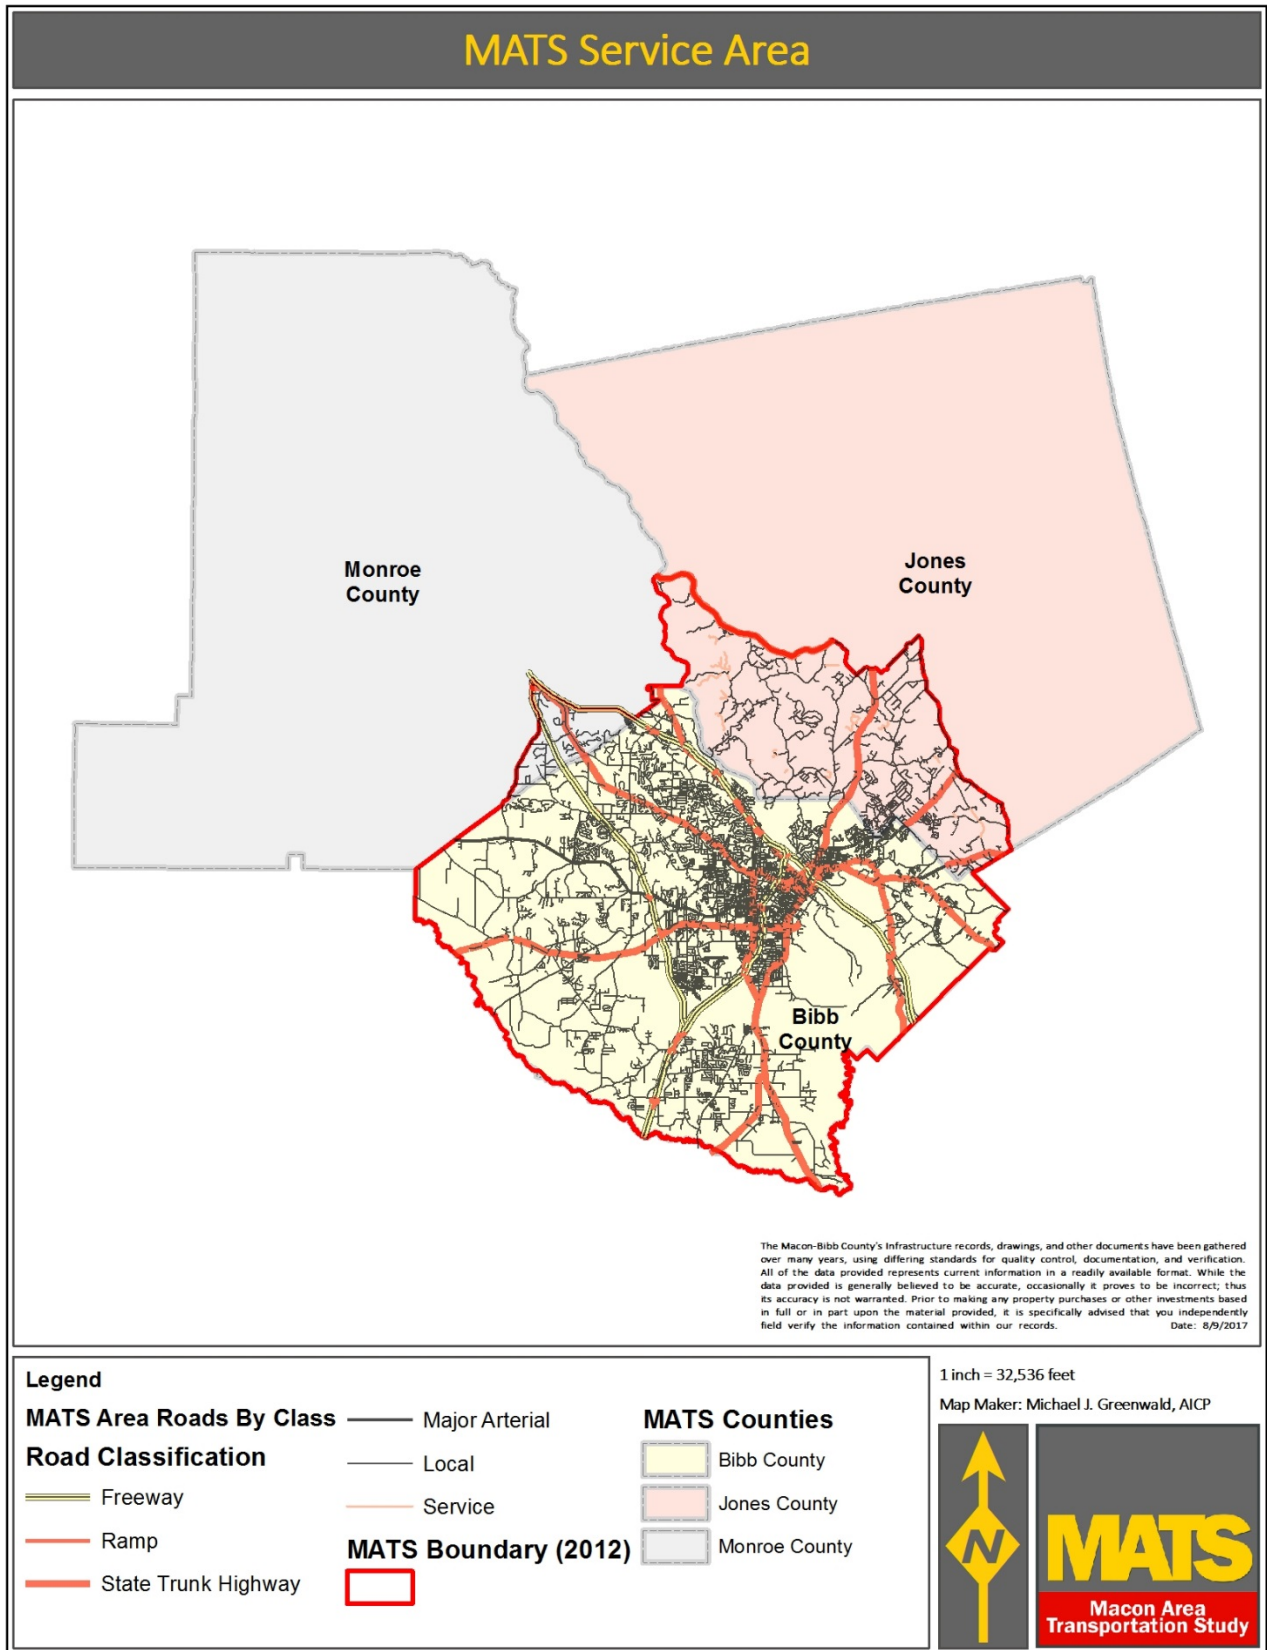 MATS Service Area
Monroe
County
Jones
County
Bibb
County
The Macon-Bibb County's Infrastructure records, drawings, and other documents have been gathered
over many years, using differing standards for quality control, documentation, and verification.
All of the data provided represents current information in a readily available format. While the
data provided is generally believed to be accurate, occasionally it proves to be incorrect; thus
its accuracy is not warranted. Prior to making any property purchases or other investments based
in full or in part upon the material provided, it is specifically advised that you independently
field verify the information contained within our records. Date: 8/9/2017
Legend
MATS Area Roads By Class
Road Classification
Freeway
Ramp
State Trunk Highway
Major Arterial
Local
Service
MATS Boundary (2012)
MATS Counties
Bibb County
Jones County
Monroe County
1 inch = 32,536 feet
Map Maker: Michael J. Greenwald, AICP
N
MATS
Macon Area
Transportation Study